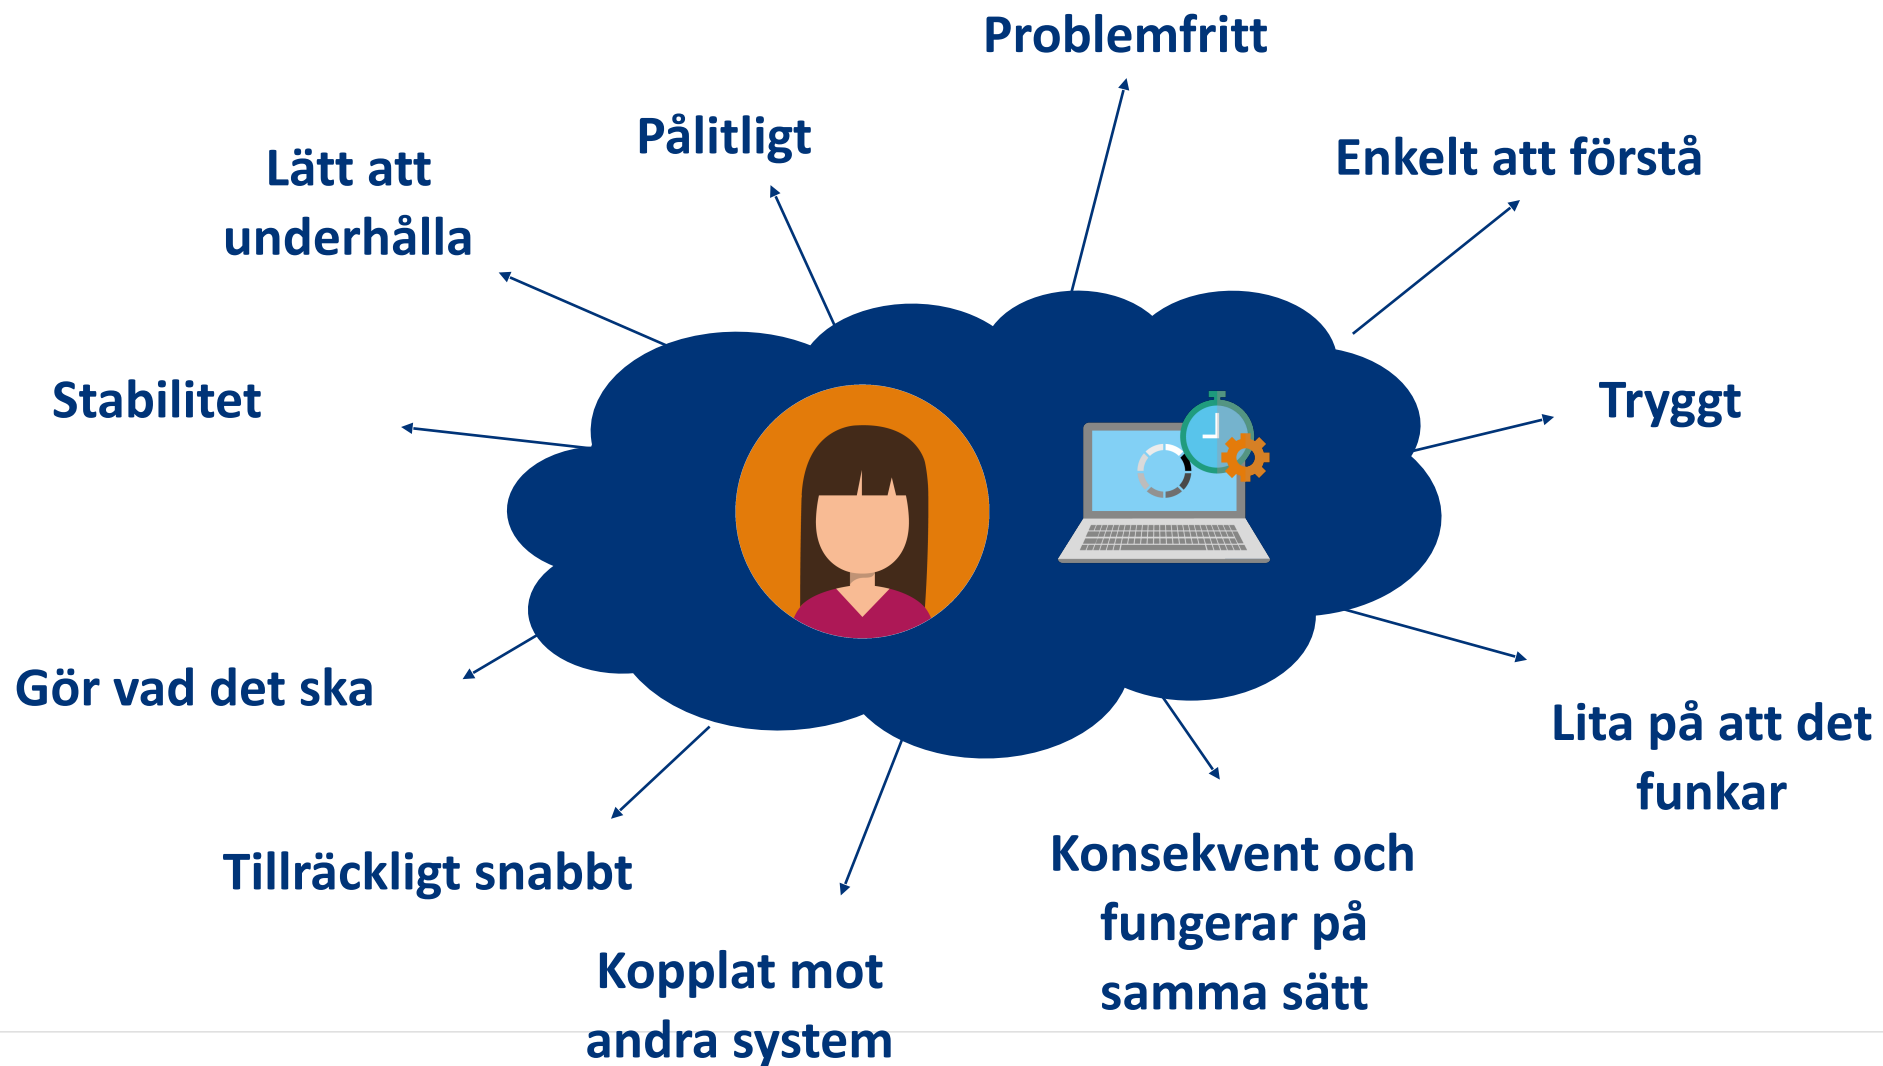 Problemfritt
Pålitligt
Enkelt att förstå
Lätt att
underhålla
Stabilitet
Tryggt
Gör vad det ska
Lita på att det
funkar
Tillräckligt snabbt
Konsekvent och
fungerar på
samma sätt
Kopplat mot
andra system